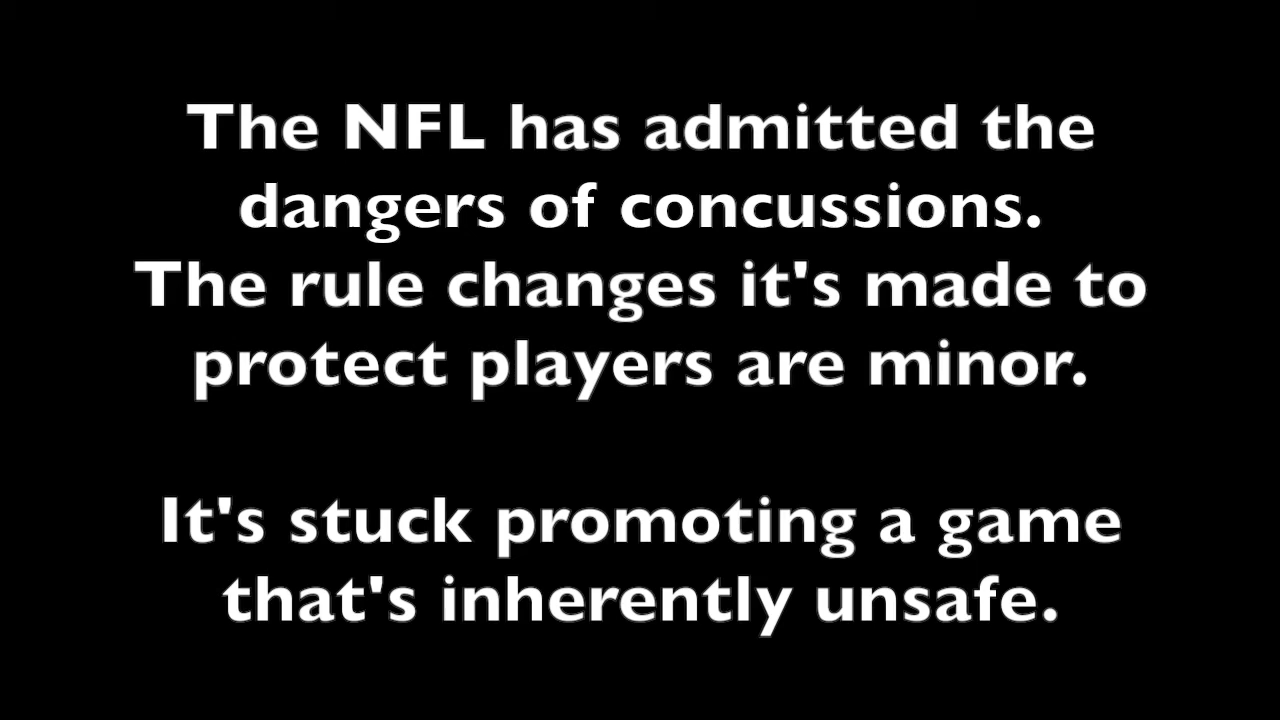 The NFL has admitted the
dangers of concussions.
The rule changes it's made to
protect players are minor.
It's stuck promoting a game
that's inherently unsafe.